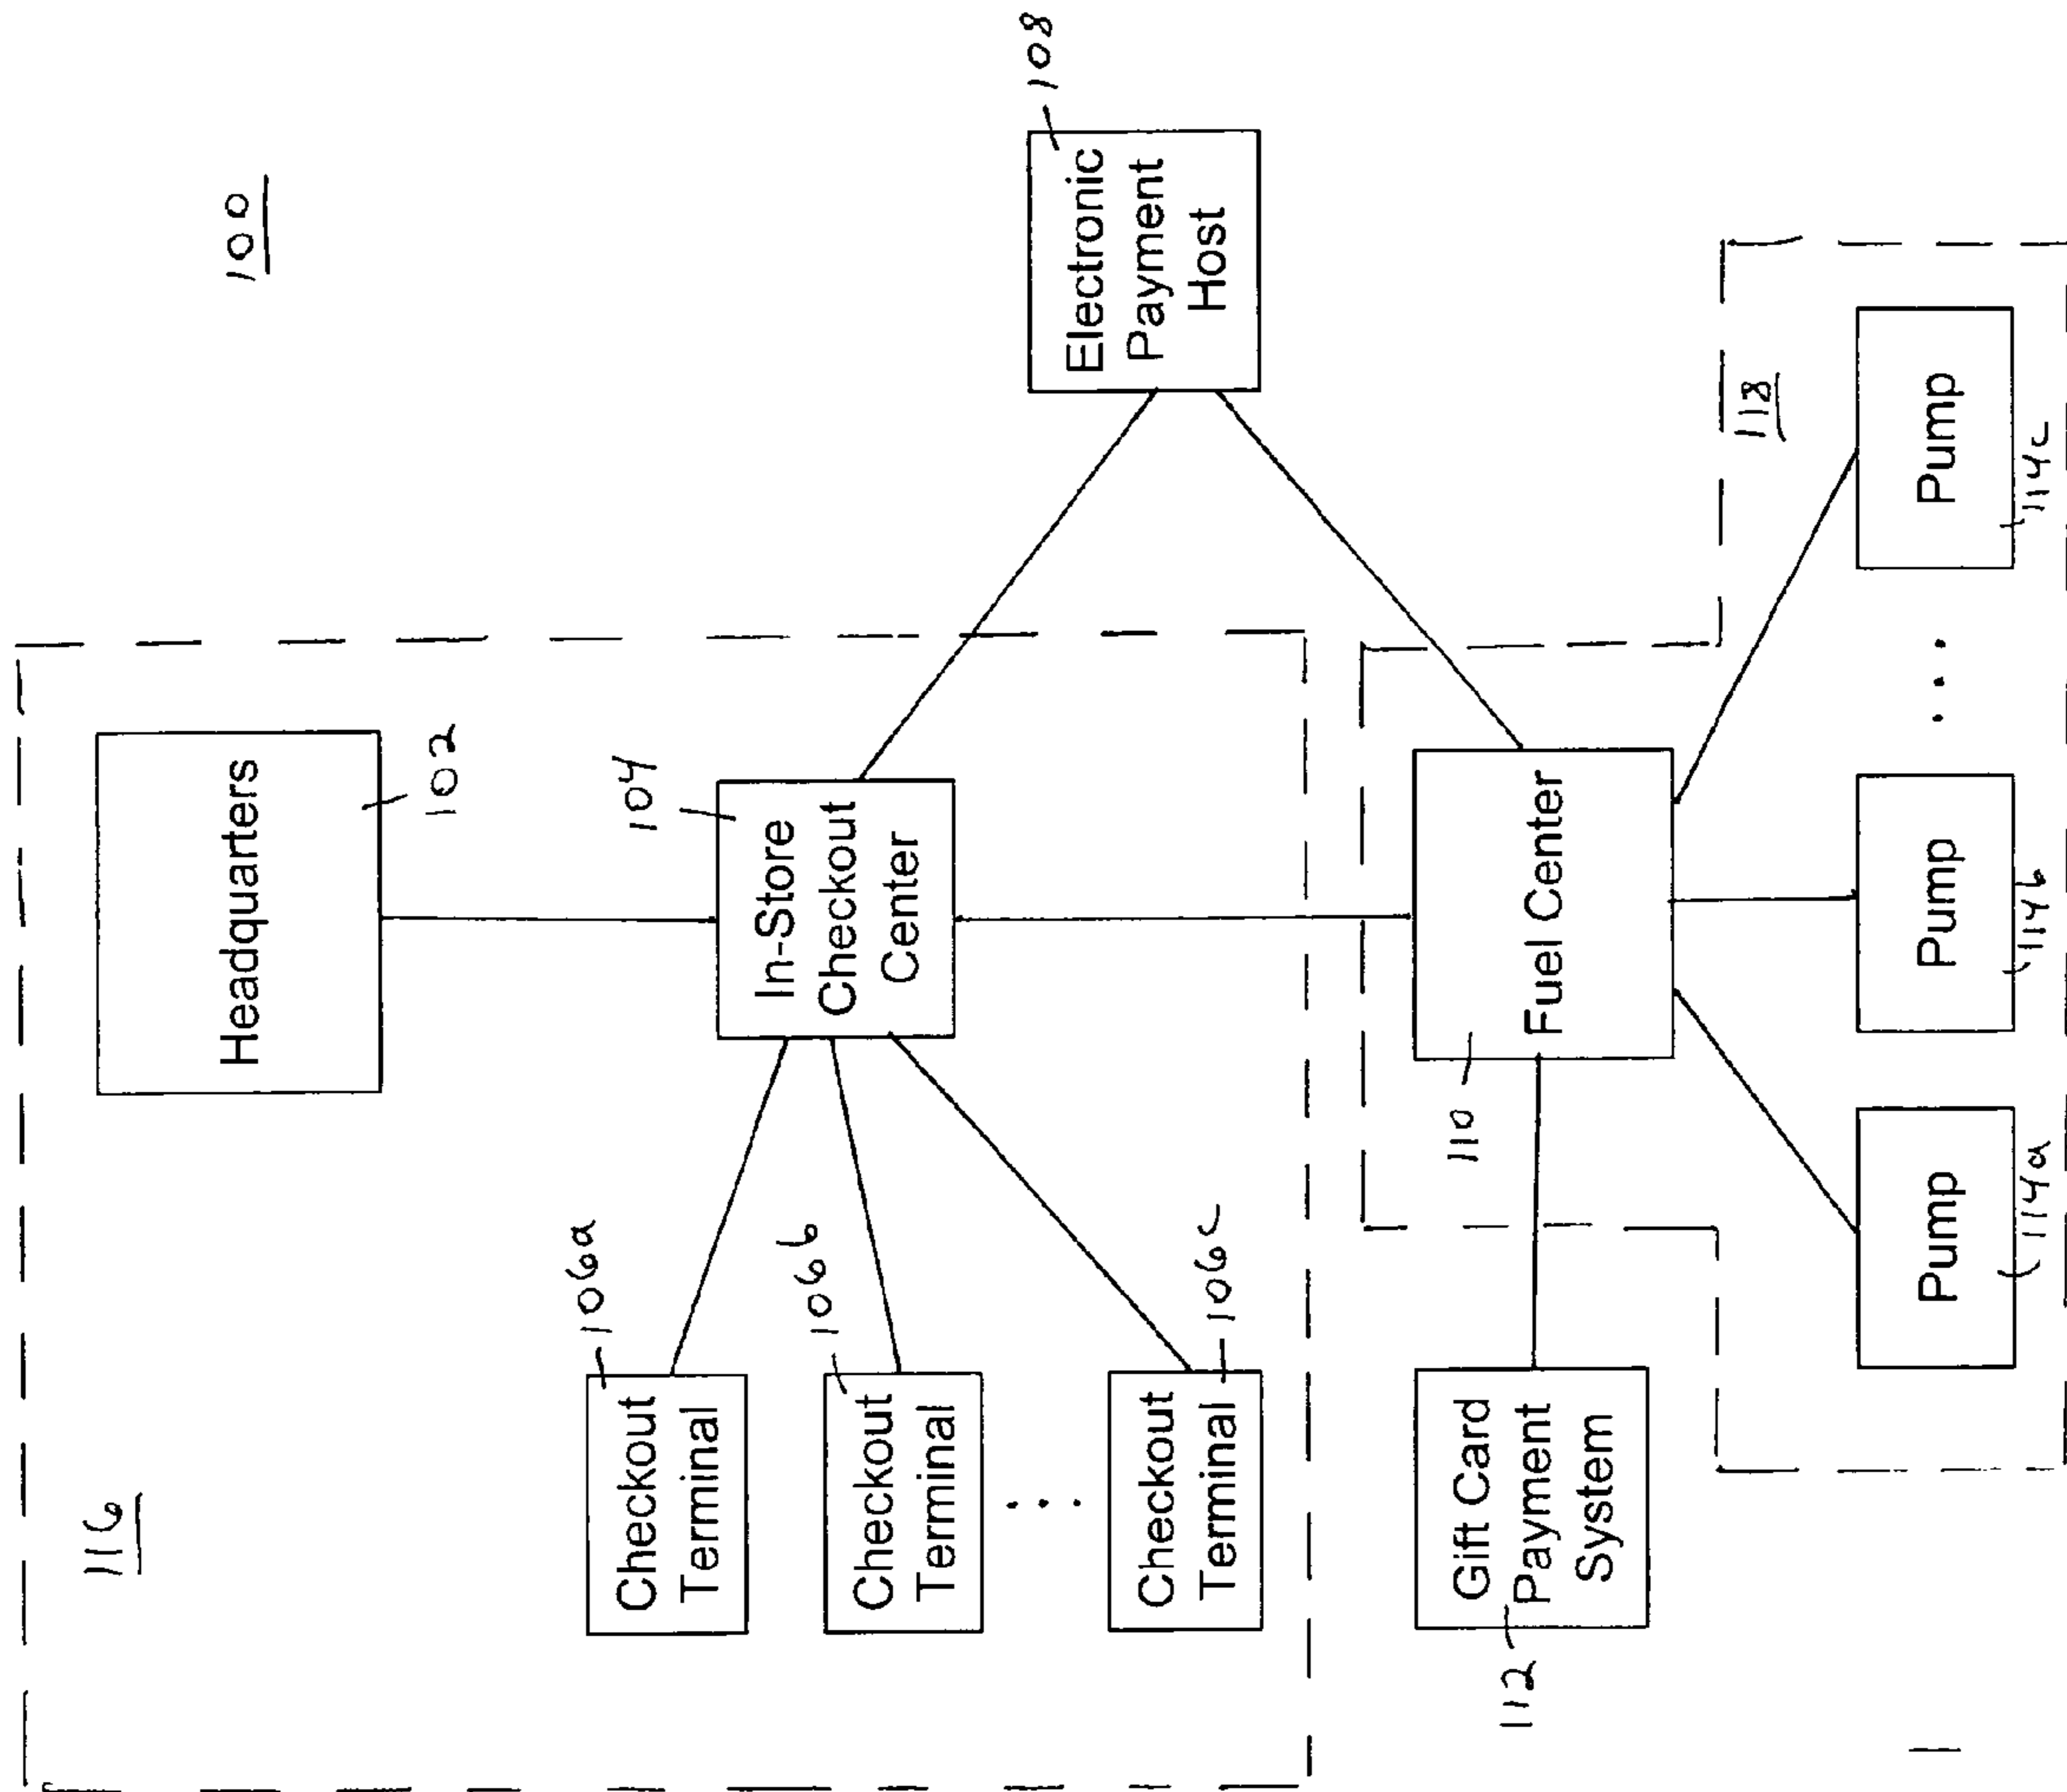 100
116
Headquarters
102
104
In-Store
Checkout
Center
106a
Checkout
Terminal
106b
Checkout
Terminal
...
106c
Checkout
Terminal
108
Electronic
Payment
Host
110
Fuel Center
112
Gift Card
Payment
System
118
Pump
114a
Pump
114b
...
Pump
114c